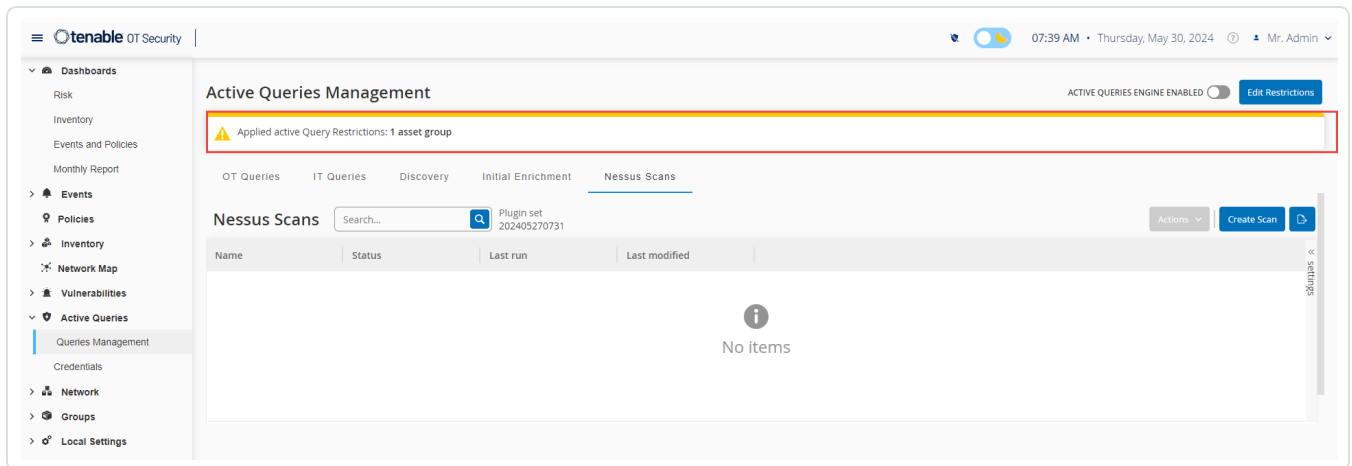 tenable OT Security
07:39 AM • Thursday, May 30, 2024 Mr. Admin
Dashboards
Risk
Inventory
Events and Policies
Monthly Report
Events
Policies
Inventory
Network Map
Vulnerabilities
Active Queries
Queries Management
Credentials
Network
Groups
Local Settings
Active Queries Management
ACTIVE QUERIES ENGINE ENABLED
Edit Restrictions
Applied active Query Restrictions: 1 asset group
OT Queries IT Queries Discovery Initial Enrichment Nessus Scans
Nessus Scans
Search...
Plugin set
202405270731
Actions
Create Scan
Name Status Last run Last modified
settings
No items